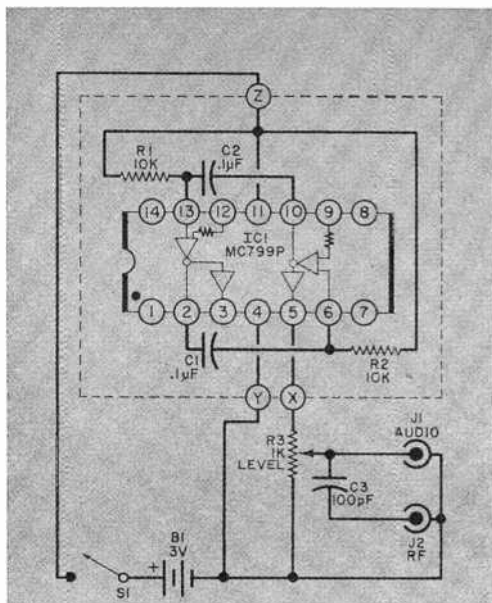 Z
R1
10K
C2
.1µF
14
13
12
11
10
9
8
IC1
MC799P
1
2
3
4
5
6
7
C1
.1µF
R2
10K
Y
X
R3
1K
LEVEL
J1
AUDIO
C3
100pF
J2
RF
B1
3V
+
S1